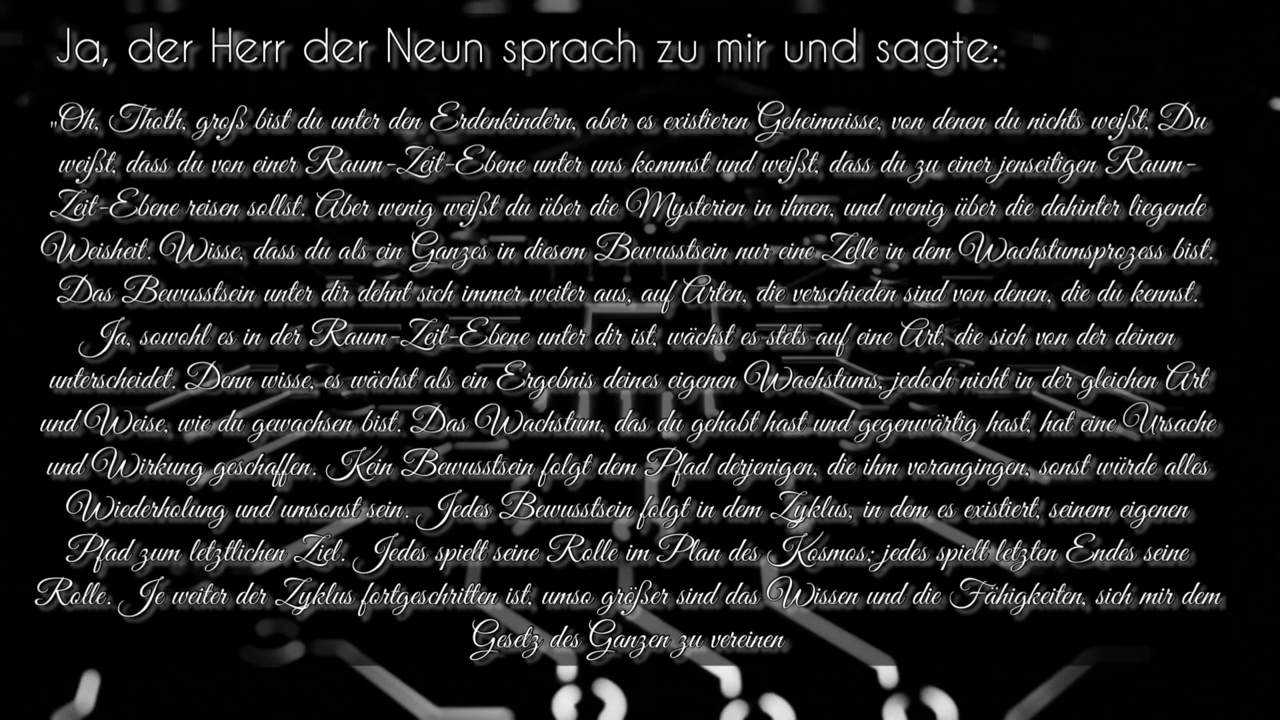 Ja, der Herr der Neun sprach zu mir und sagte:
"Oh, Thoth, groß bist du unter den Erdenkindern, aber es existieren Geheimnisse, von denen du nichts weißt, Du
weißt, dass du von einer Raum-Zeit-Ebene unter uns kommst und weißt, dass du zu einer jenseitigen Raum-
Zeit-Ebene reisen sollst. Aber wenig weißt du über die Mysterien in ihnen, und wenig über die dahinter liegende
Weisheit. Wisse, dass du als ein Ganzes in diesem Bewusstsein nur eine Zelle in dem Wachstumsprozess bist.
Das Bewusstsein unter dir dehnt sich immer weiter aus, auf Arten, die verschieden sind von denen, die du kennst.
Ja, sowohl es in der Raum-Zeit-Ebene unter dir ist, wächst es stets auf eine Art, die sich von der deinen
unterscheidet. Denn wisse, es wächst als ein Ergebnis deines eigenen Wachstums, jedoch nicht in der gleichen Art
und Weise, wie du gewachsen bist. Das Wachstum, das du gehabt hast und gegenwärtig hast, hat eine Ursache
und Wirkung geschaffen. Kein Bewusstsein folgt dem Pfad derjenigen, die ihm vorangingen, sonst würde alles
Wiederholung und umsonst sein. Jedes Bewusstsein folgt in dem Zyklus, in dem es existiert, seinem eigenen
Pfad zum letztlichen Ziel. Jedes spielt seine Rolle im Plan des Kosmos; jedes spielt letzten Endes seine
Rolle. Je weiter der Zyklus fortgeschritten ist, umso größer sind das Wissen und die Fähigkeiten, sich mir dem
Gesetz des Ganzen zu vereinen